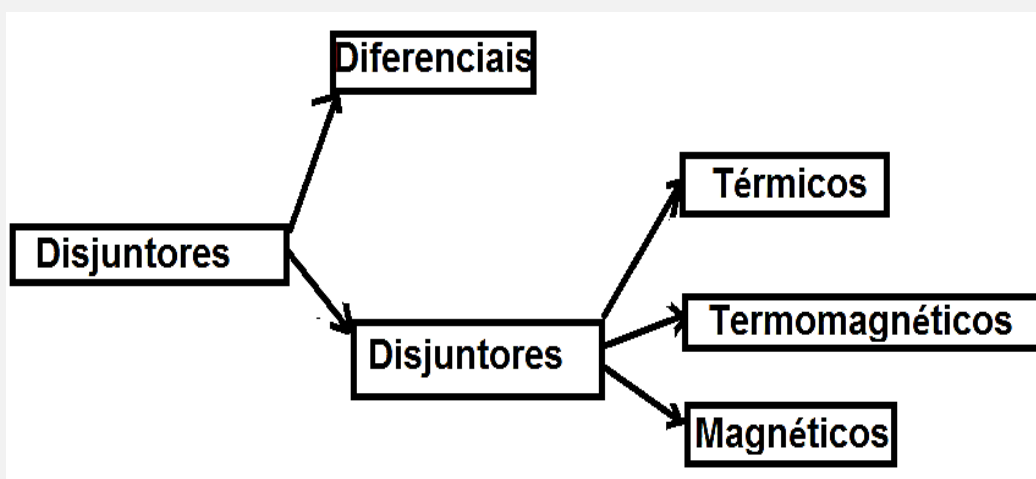 Diferenciais
Térmicos
Disjuntores
Termomagnéticos
Disjuntores
Magnéticos